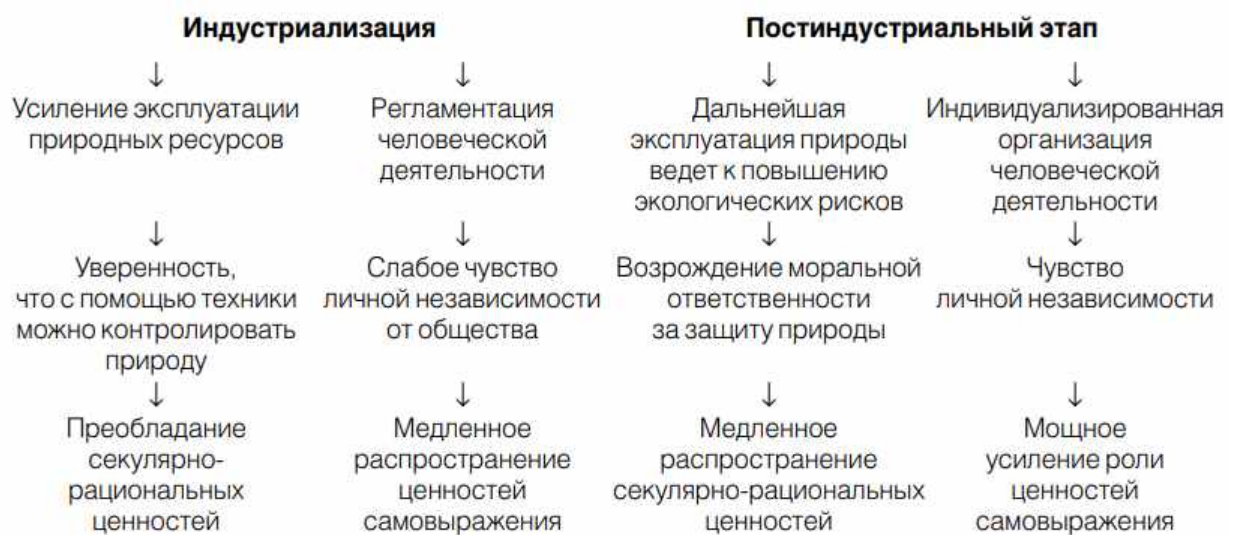 Индустриализация
Постиндустриальный этап
↓ ↓ ↓ ↓
Усиление эксплуатации
природных ресурсов
Регламентация
человеческой
деятельности
Дальнейшая
эксплуатация природы
ведет к повышению
экологических рисков
Индивидуализированная
организация
человеческой
деятельности
↓ ↓ ↓ ↓
Уверенность,
что с помощью техники
можно контролировать
природу
Слабое чувство
личной независимости
от общества
Возрождение моральной
ответственности
за защиту природы
Чувство
личной независимости
↓ ↓ ↓ ↓
Преобладание
секулярно-
рациональных
ценностей
Медленное
распространение
ценностей
самовыражения
Медленное
распространение
секулярно-рациональных
ценностей
Мощное
усиление роли
ценностей
самовыражения